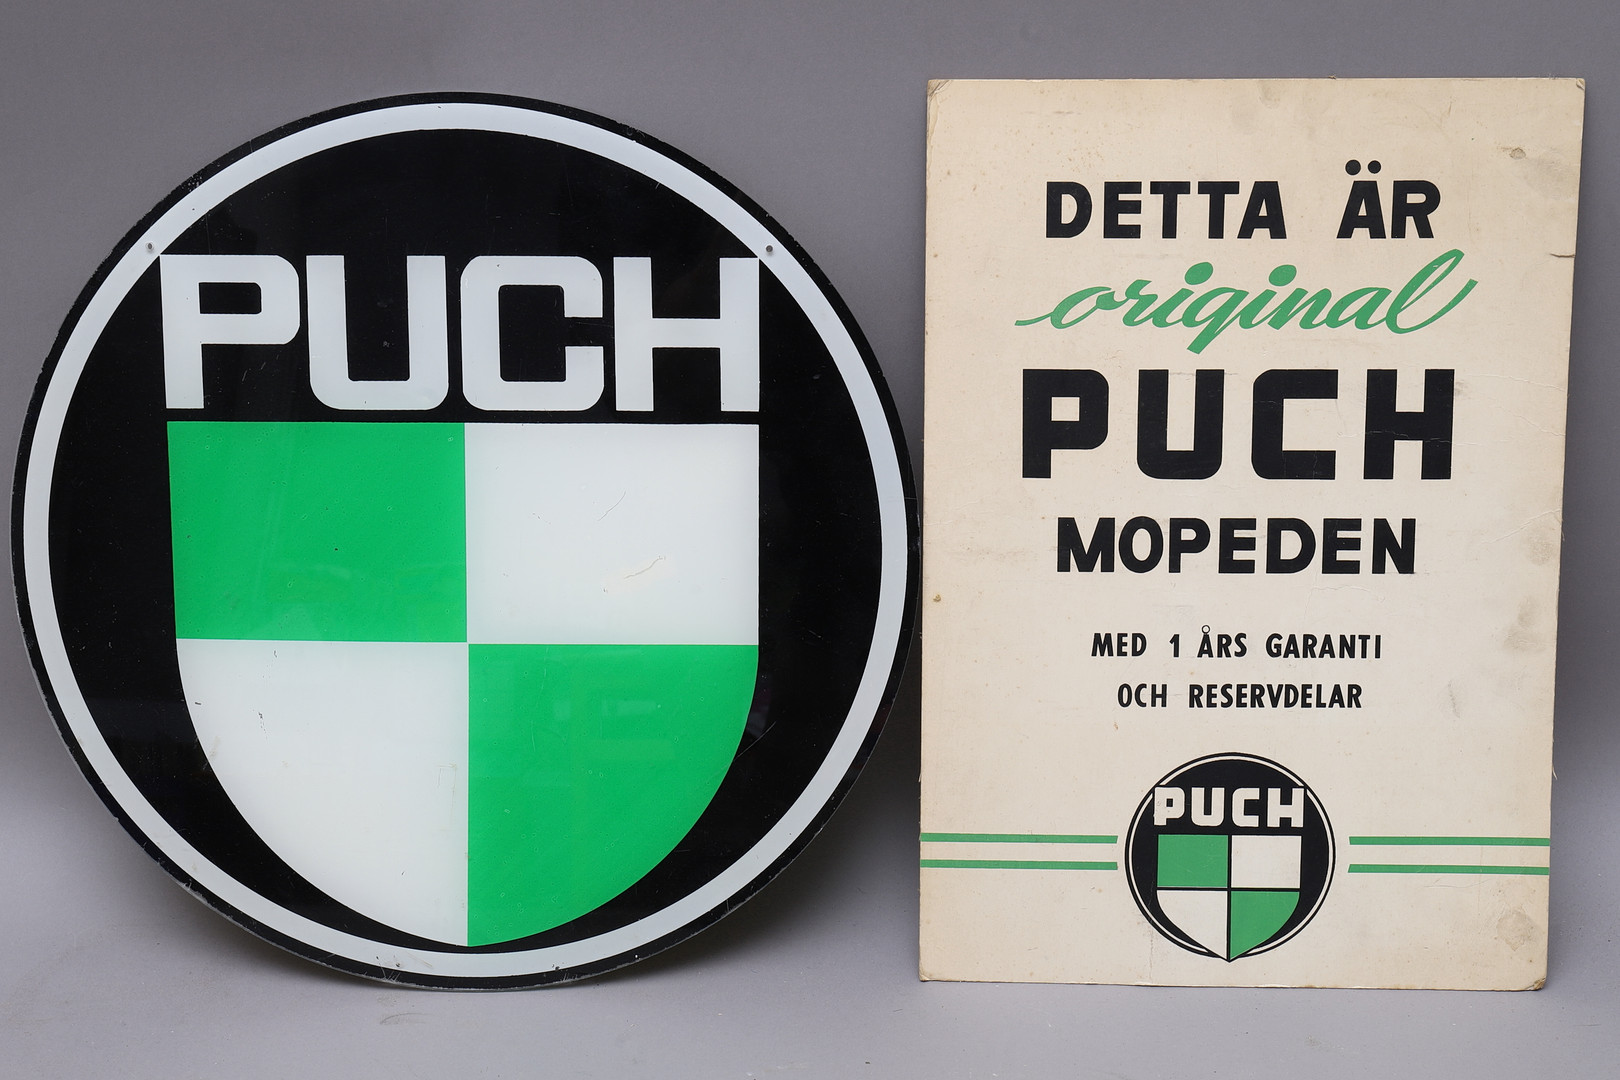 PUCH
DETTA ÄR
original
PUCH
MOPEDEN
MED 1 ÅRS GARANTI
OCH RESERVDELAR
PUCH